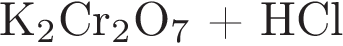 K₂Cr₂O₇ + HCl